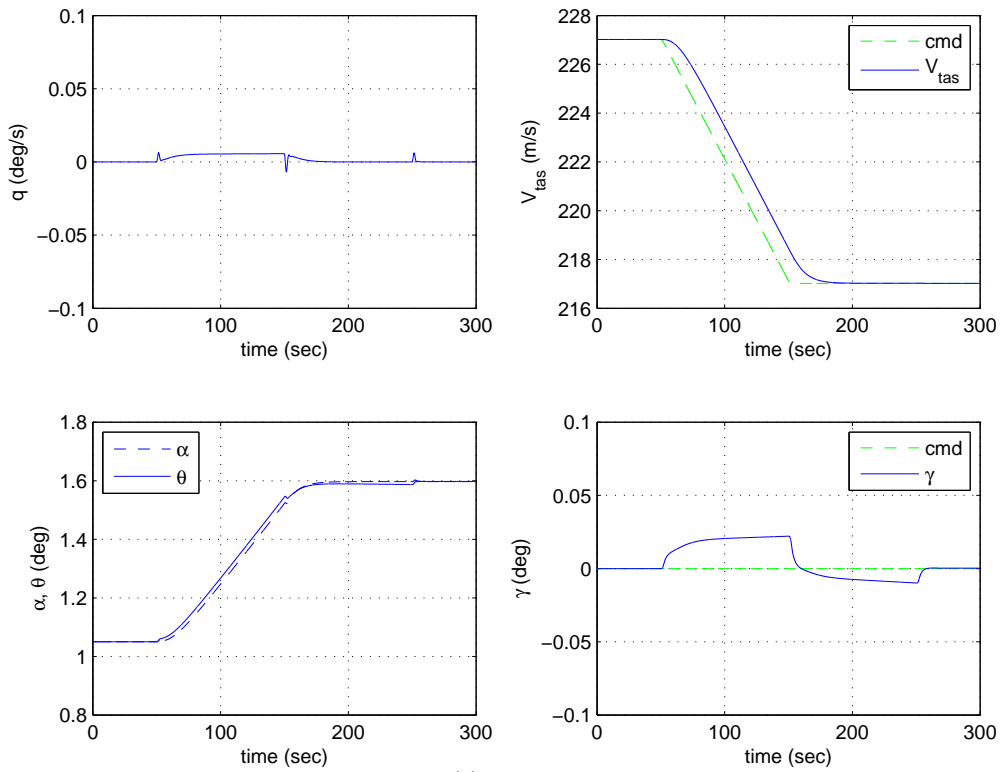 0.1
0.05
0
−0.05
−0.1
q (deg/s)
0
100
200
300
time (sec)
228
226
224
222
220
218
216
V_tas (m/s)
cmd
V_tas
0
100
200
300
time (sec)
1.8
1.6
1.4
1.2
1
0.8
α, θ (deg)
α
θ
0
100
200
300
time (sec)
0.1
0.05
0
−0.05
−0.1
γ (deg)
cmd
γ
0
100
200
300
time (sec)